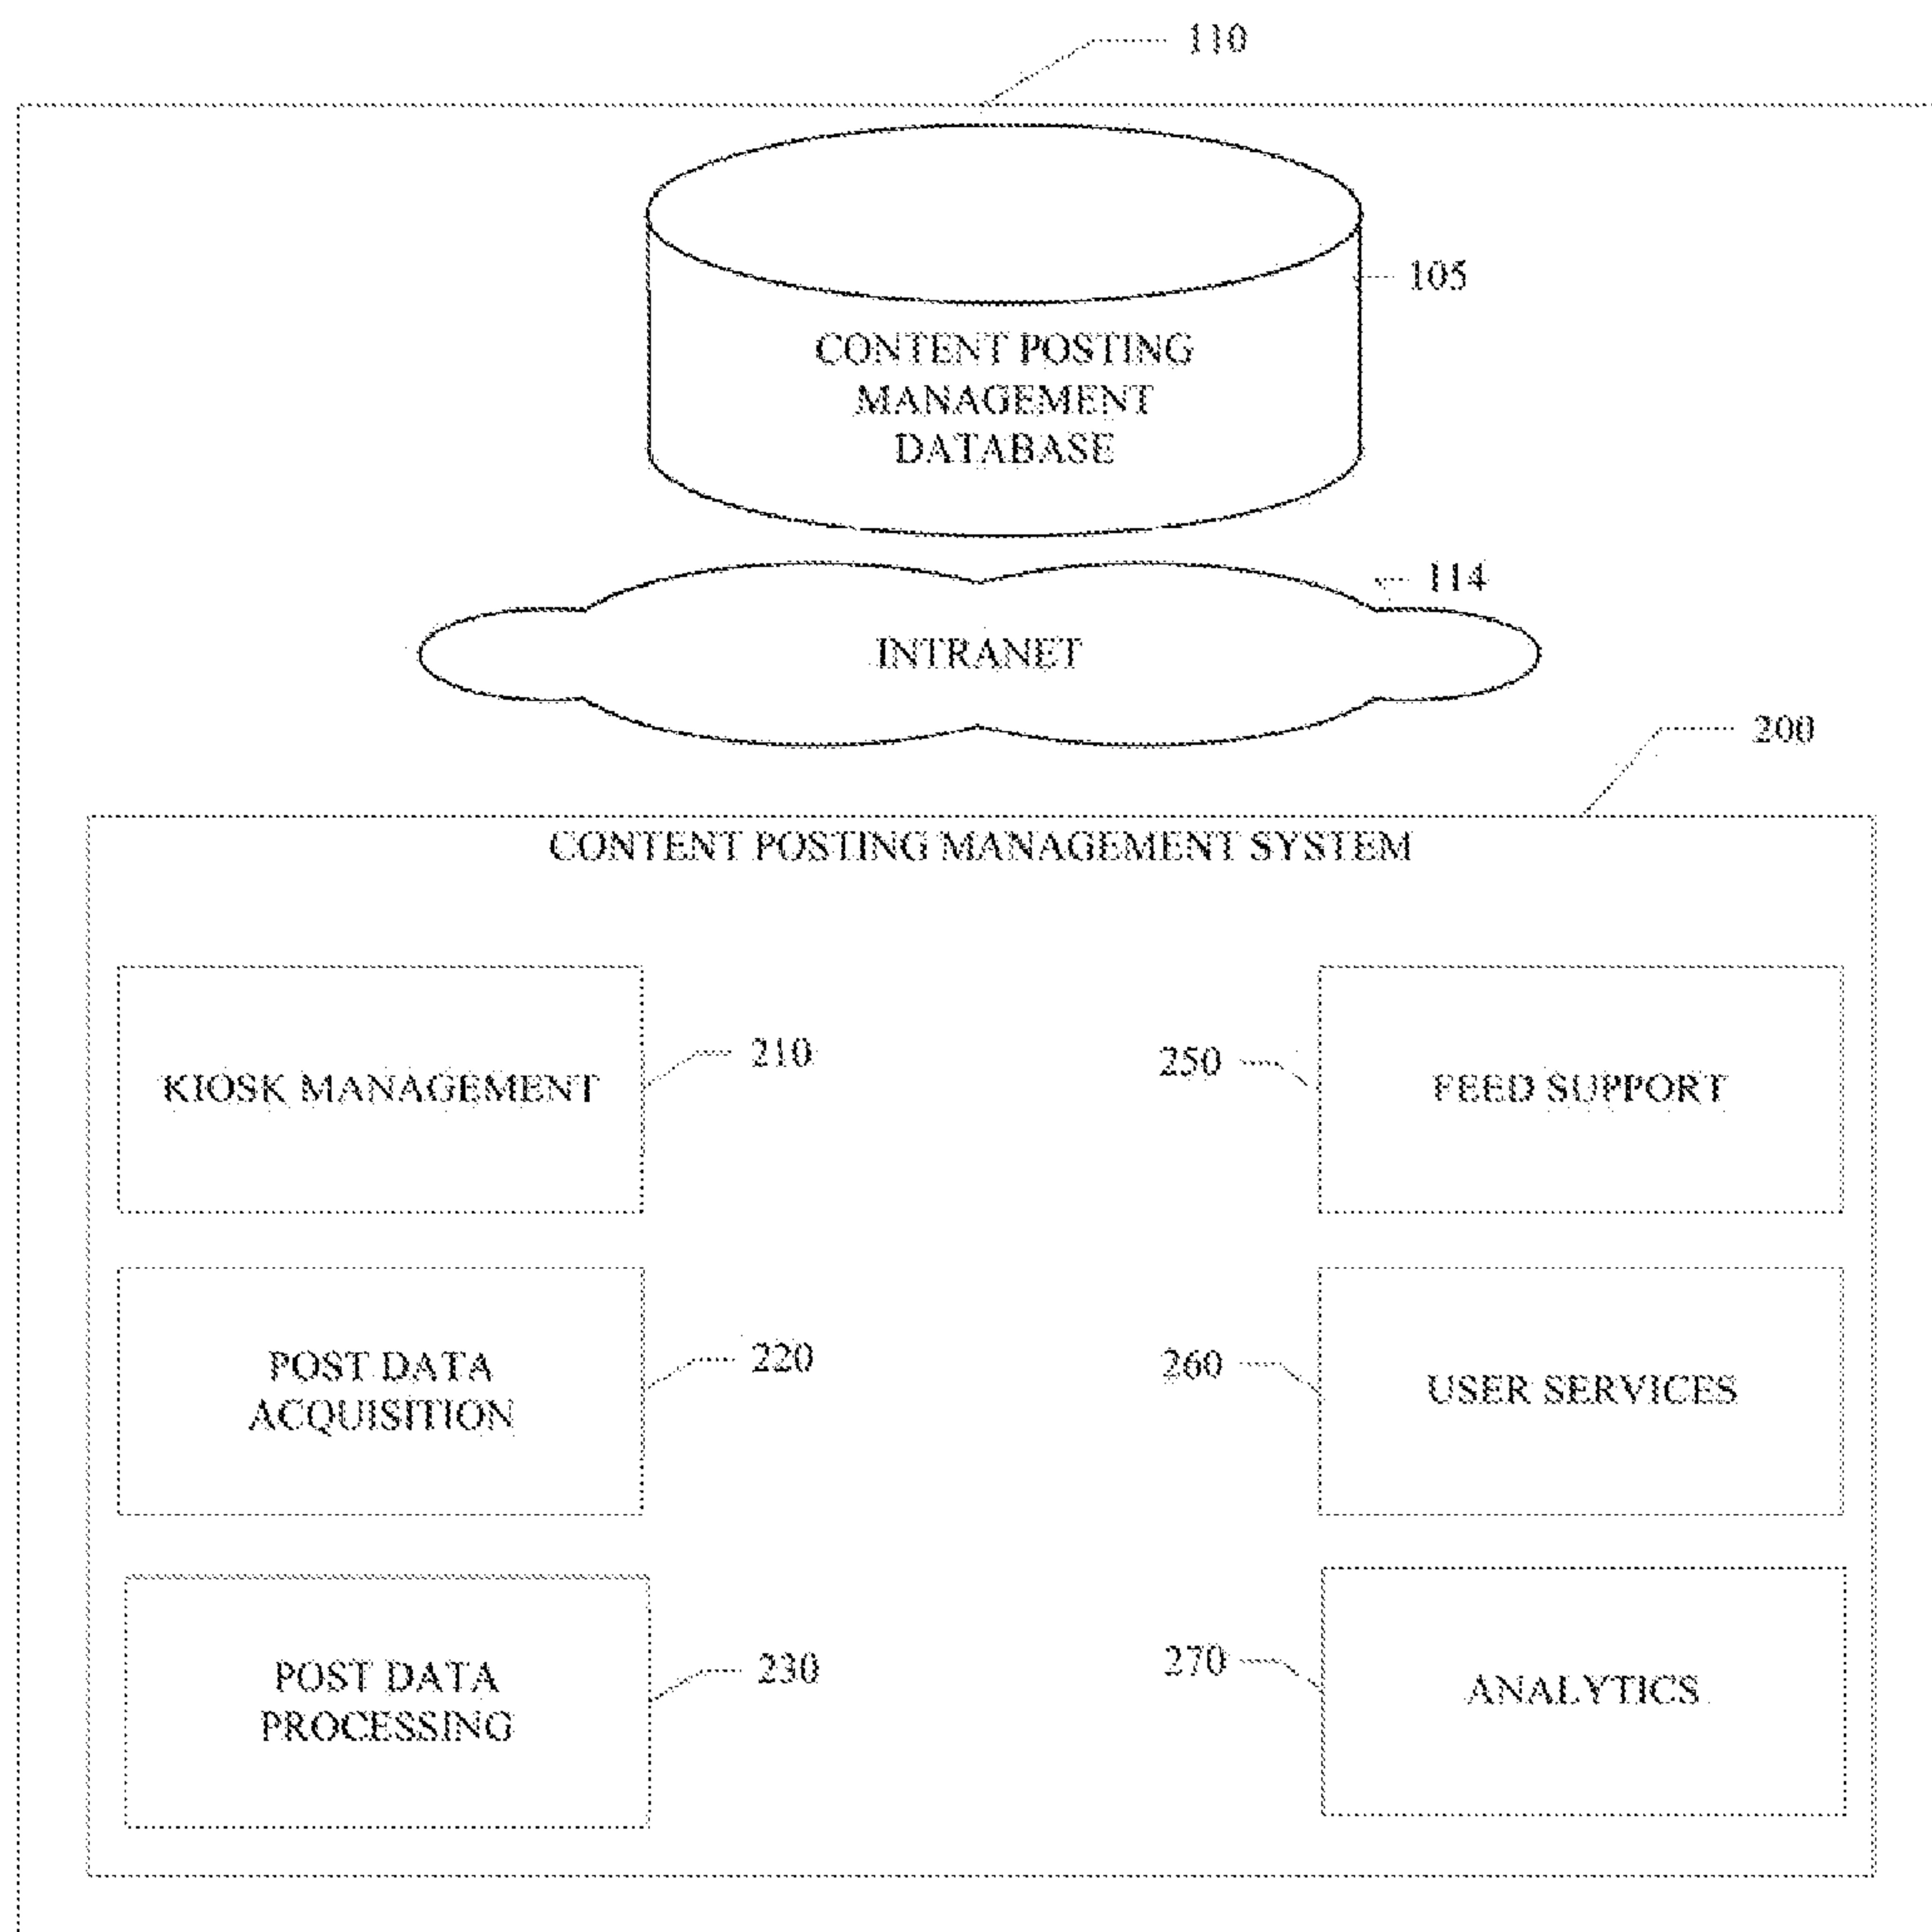 110
105
CONTENT POSTING
MANAGEMENT
DATABASE
114
INTRANET
200
CONTENT POSTING MANAGEMENT SYSTEM
KIOSK MANAGEMENT
210
250
FEED SUPPORT
POST DATA
ACQUISITION
220
260
USER SERVICES
POST DATA
PROCESSING
230
270
ANALYTICS